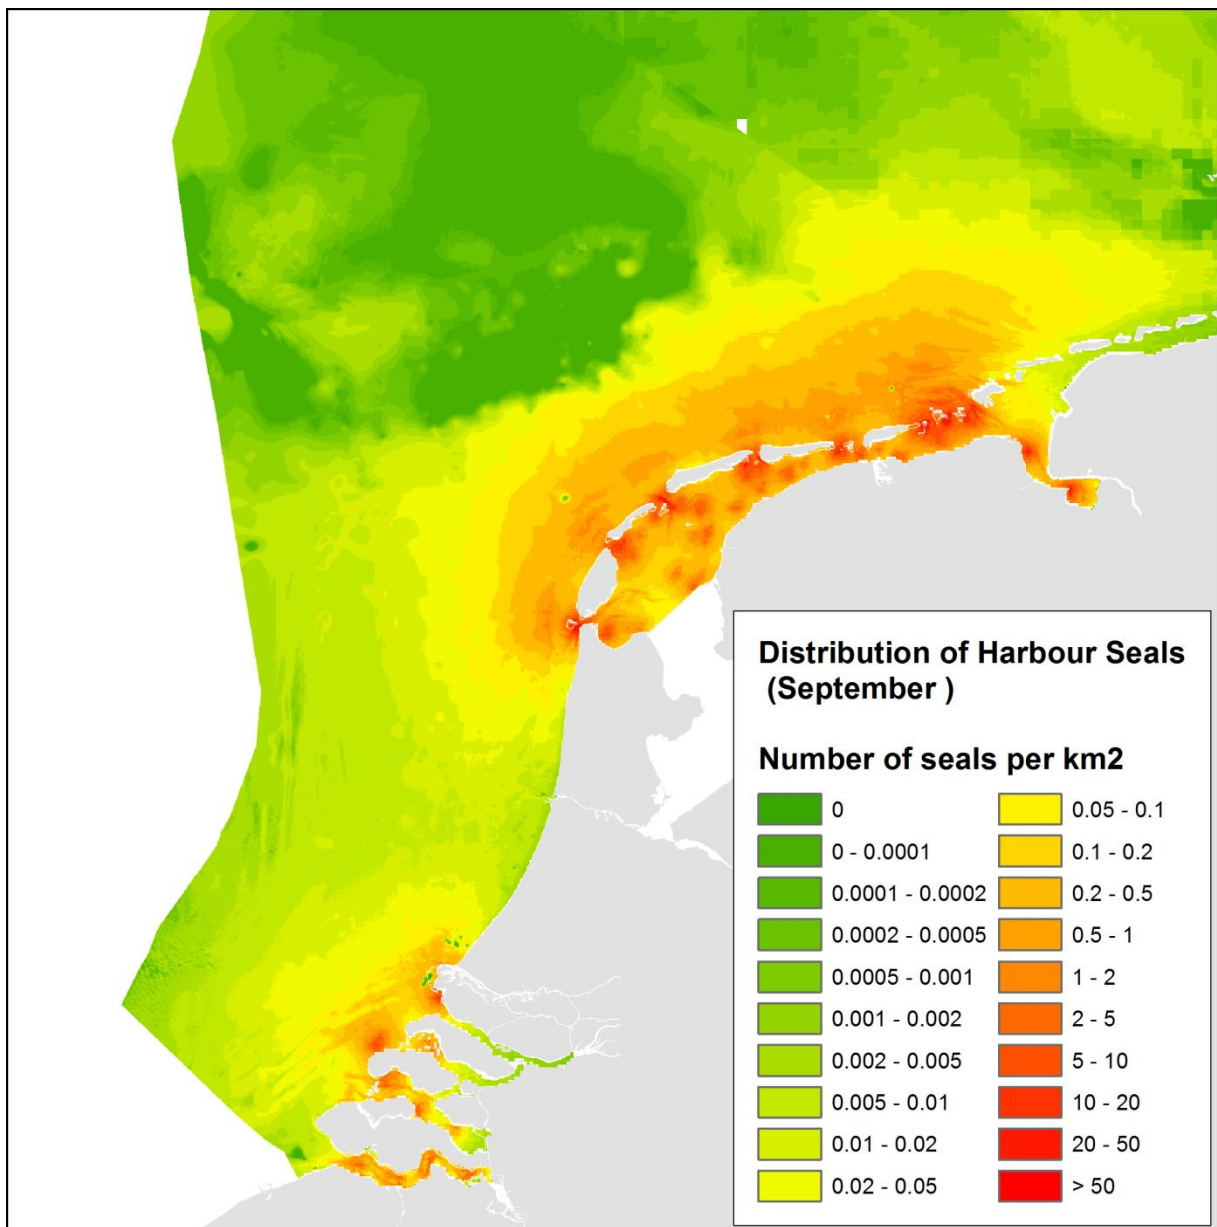 Distribution of Harbour Seals
(September )
Number of seals per km2
0
0 - 0.0001
0.0001 - 0.0002
0.0002 - 0.0005
0.0005 - 0.001
0.001 - 0.002
0.002 - 0.005
0.005 - 0.01
0.01 - 0.02
0.02 - 0.05
0.05 - 0.1
0.1 - 0.2
0.2 - 0.5
0.5 - 1
1 - 2
2 - 5
5 - 10
10 - 20
20 - 50
> 50